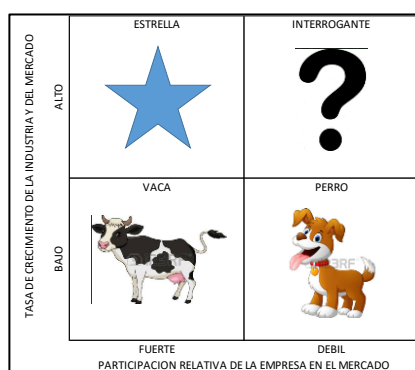 ESTRELLA
INTERROGANTE
TASA DE CRECIMIENTO DE LA INDUSTRIA Y DEL MERCADO
ALTO
VACA
PERRO
BAJO
FUERTE
DEBIL
PARTICIPACION RELATIVA DE LA EMPRESA EN EL MERCADO